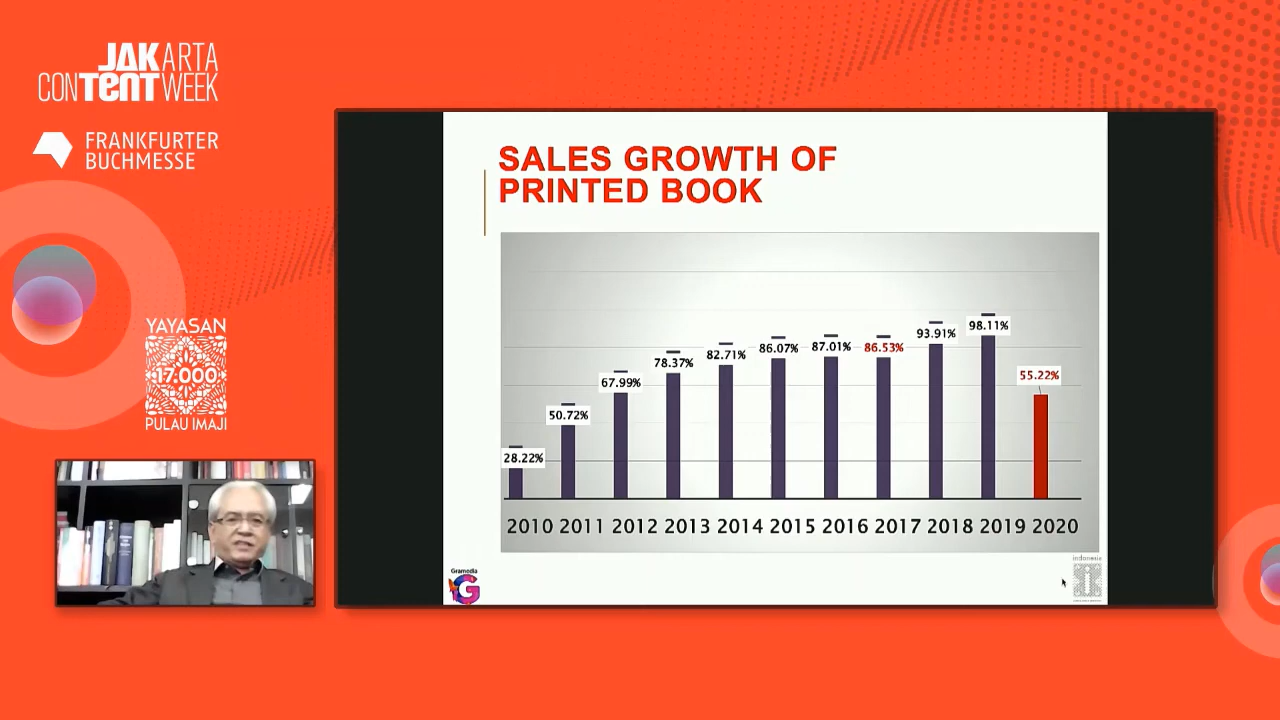 JAKARTA
CONTENT WEEK
FRANKFURTER
BUCHMESSE
YAYASAN
17.000
PULAU IMAJI
SALES GROWTH OF
PRINTED BOOK
28.22%
50.72%
67.99%
78.37%
82.71%
86.07%
87.01%
86.53%
93.91%
98.11%
55.22%
2010 2011 2012 2013 2014 2015 2016 2017 2018 2019 2020
Gramedia
G
indonesia
i